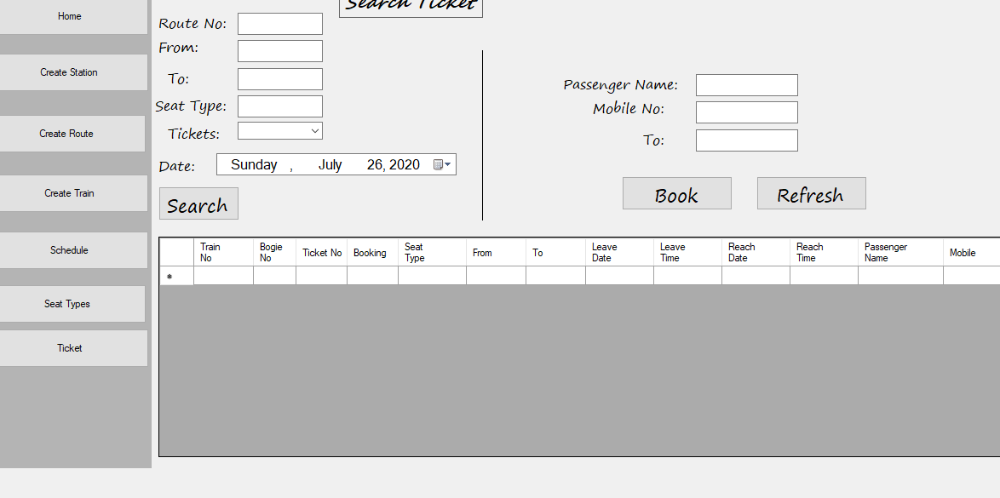 Search Ticket
Home
Create Station
Create Route
Create Train
Schedule
Seat Types
Ticket
Route No:
From:
To:
Seat Type:
Tickets:
Date:
Sunday , July 26, 2020
Search
Passenger Name:
Mobile No:
To:
Book
Refresh
Train No
Bogie No
Ticket No
Booking
Seat Type
From
To
Leave Date
Leave Time
Reach Date
Reach Time
Passenger Name
Mobile